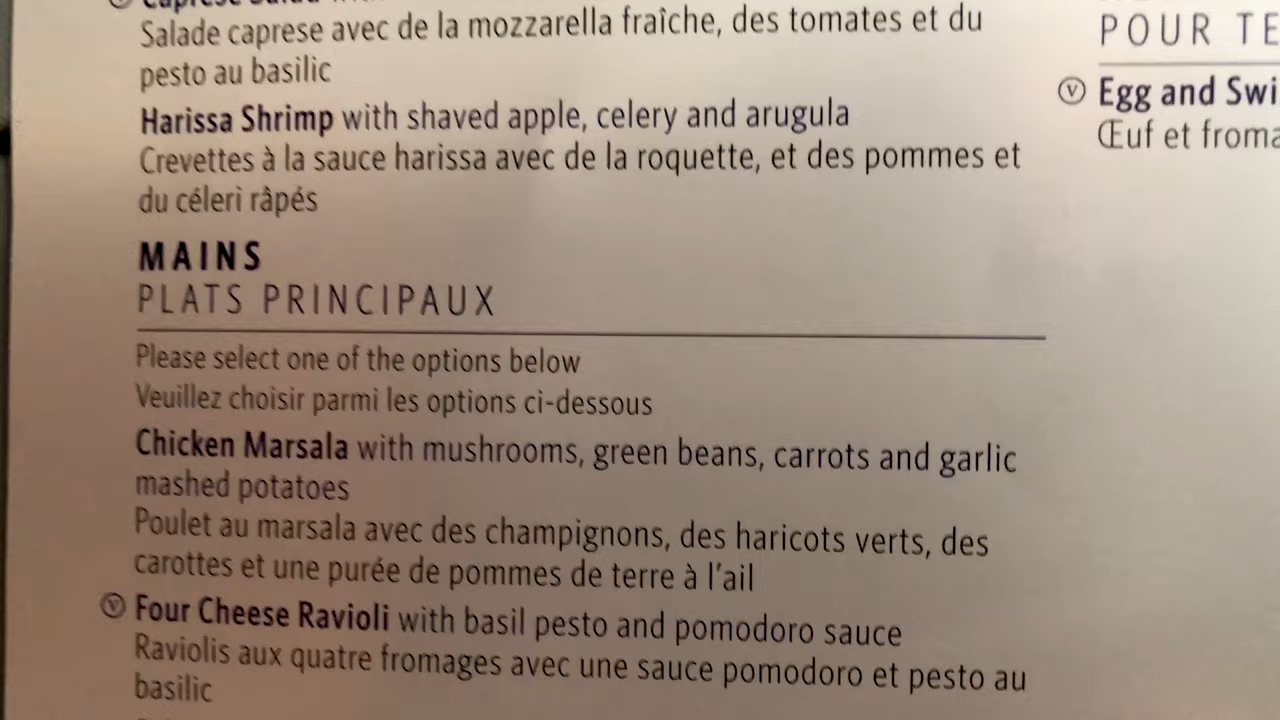 Caprese Salad
Salade caprese avec de la mozzarella fraîche, des tomates et du
pesto au basilic
Harissa Shrimp with shaved apple, celery and arugula
Crevettes à la sauce harissa avec de la roquette, et des pommes et
du céleri râpés
MAINS
PLATS PRINCIPAUX
Please select one of the options below
Veuillez choisir parmi les options ci-dessous
Chicken Marsala with mushrooms, green beans, carrots and garlic
mashed potatoes
Poulet au marsala avec des champignons, des haricots verts, des
carottes et une purée de pommes de terre à l'ail
Ⓥ Four Cheese Ravioli with basil pesto and pomodoro sauce
Raviolis aux quatre fromages avec une sauce pomodoro et pesto au
basilic
POUR TE
Ⓥ Egg and Swi
Œuf et froma